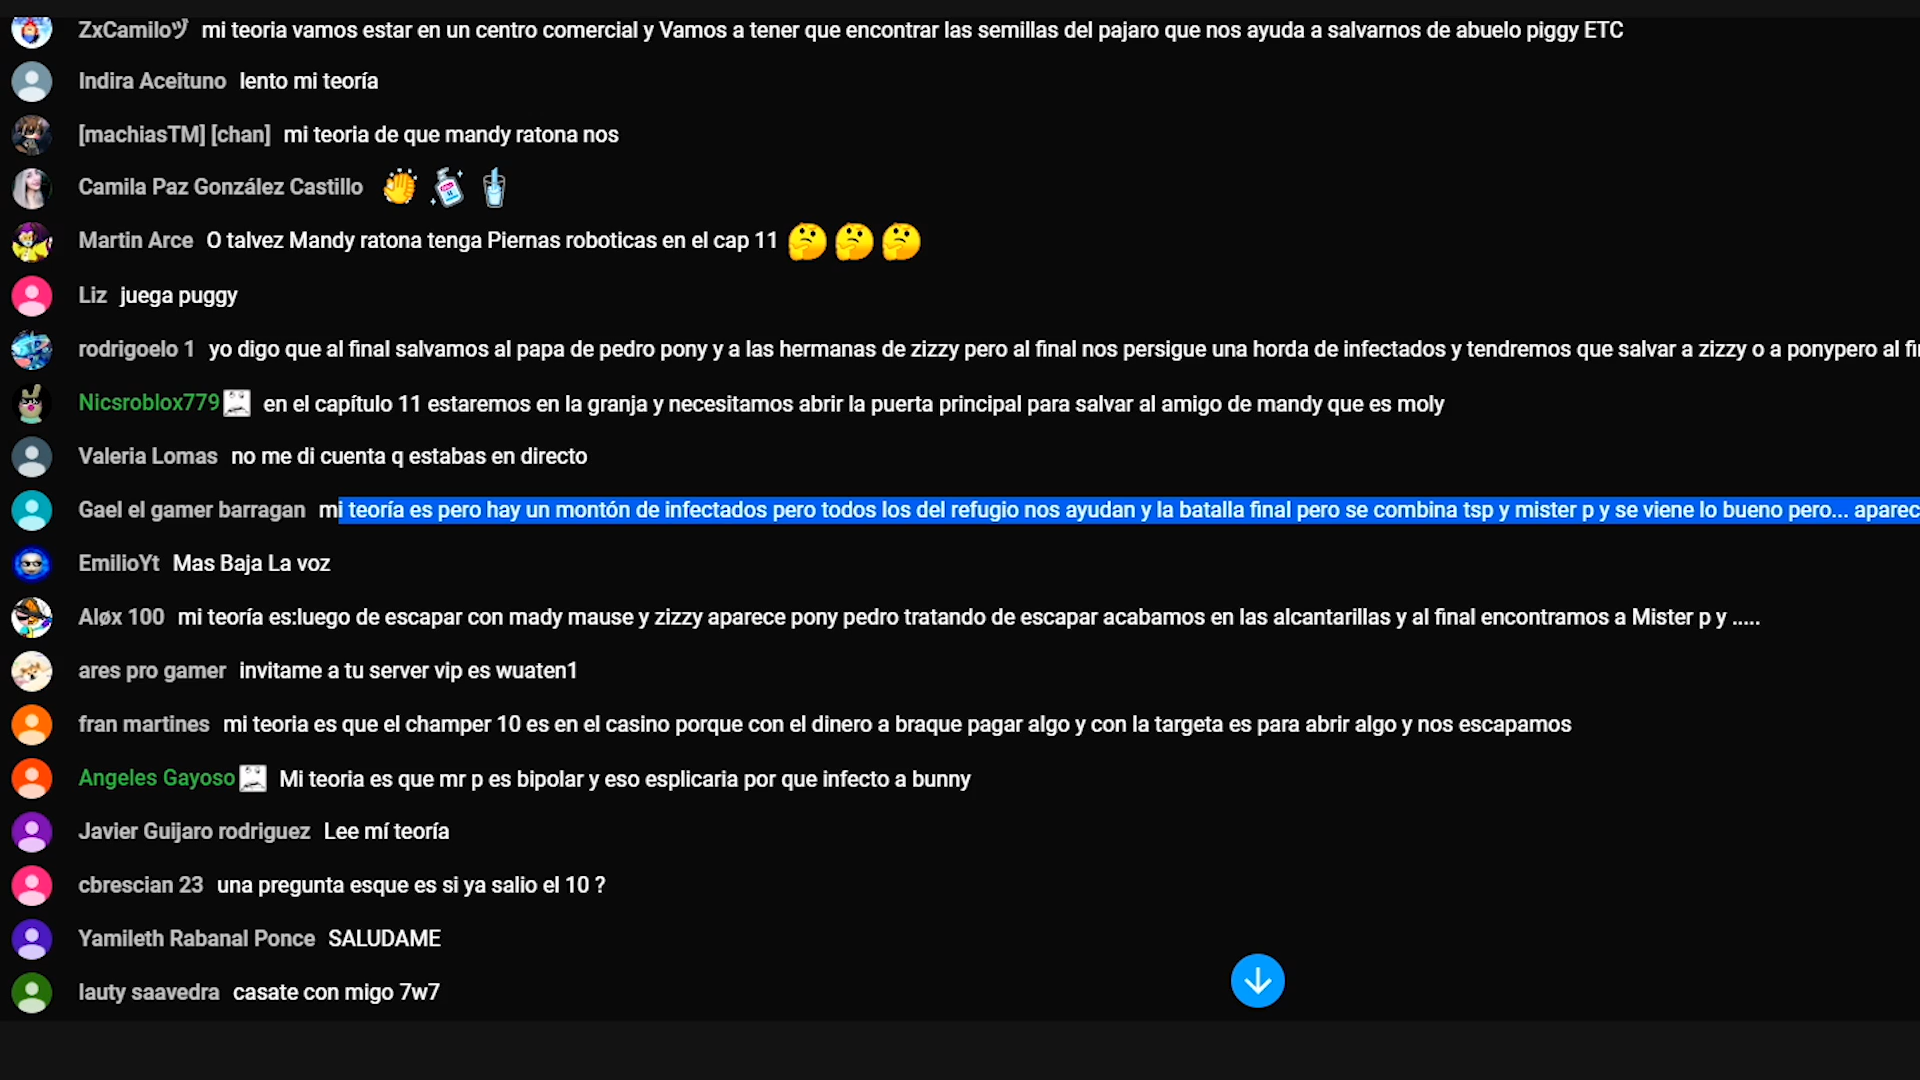 ZxCamiloツ mi teoria vamos estar en un centro comercial y Vamos a tener que encontrar las semillas del pajaro que nos ayuda a salvarnos de abuelo piggy ETC
Indira Aceituno lento mi teoría
[machiasTM] [chan] mi teoria de que mandy ratona nos
Camila Paz González Castillo
Martin Arce O talvez Mandy ratona tenga Piernas roboticas en el cap 11
Liz juega puggy
rodrigoelo 1 yo digo que al final salvamos al papa de pedro pony y a las hermanas de zizzy pero al final nos persigue una horda de infectados y tendremos que salvar a zizzy o a ponypero al
Nicsroblox779 en el capítulo 11 estaremos en la granja y necesitamos abrir la puerta principal para salvar al amigo de mandy que es moly
Valeria Lomas no me di cuenta q estabas en directo
Gael el gamer barragan mi teoría es pero hay un montón de infectados pero todos los del refugio nos ayudan y la batalla final pero se combina tsp y mister p y se viene lo bueno pero... aparec
EmilioYt Mas Baja La voz
Aløx 100 mi teoría es:luego de escapar con mady mause y zizzy aparece pony pedro tratando de escapar acabamos en las alcantarillas y al final encontramos a Mister p y .....
ares pro gamer invitame a tu server vip es wuaten1
fran martines mi teoria es que el champer 10 es en el casino porque con el dinero a braque pagar algo y con la targeta es para abrir algo y nos escapamos
Angeles Gayoso Mi teoria es que mr p es bipolar y eso esplicaria por que infecto a bunny
Javier Guijaro rodriguez Lee mí teoría
cbrescian 23 una pregunta esque es si ya salio el 10 ?
Yamileth Rabanal Ponce SALUDAME
lauty saavedra casate con migo 7w7